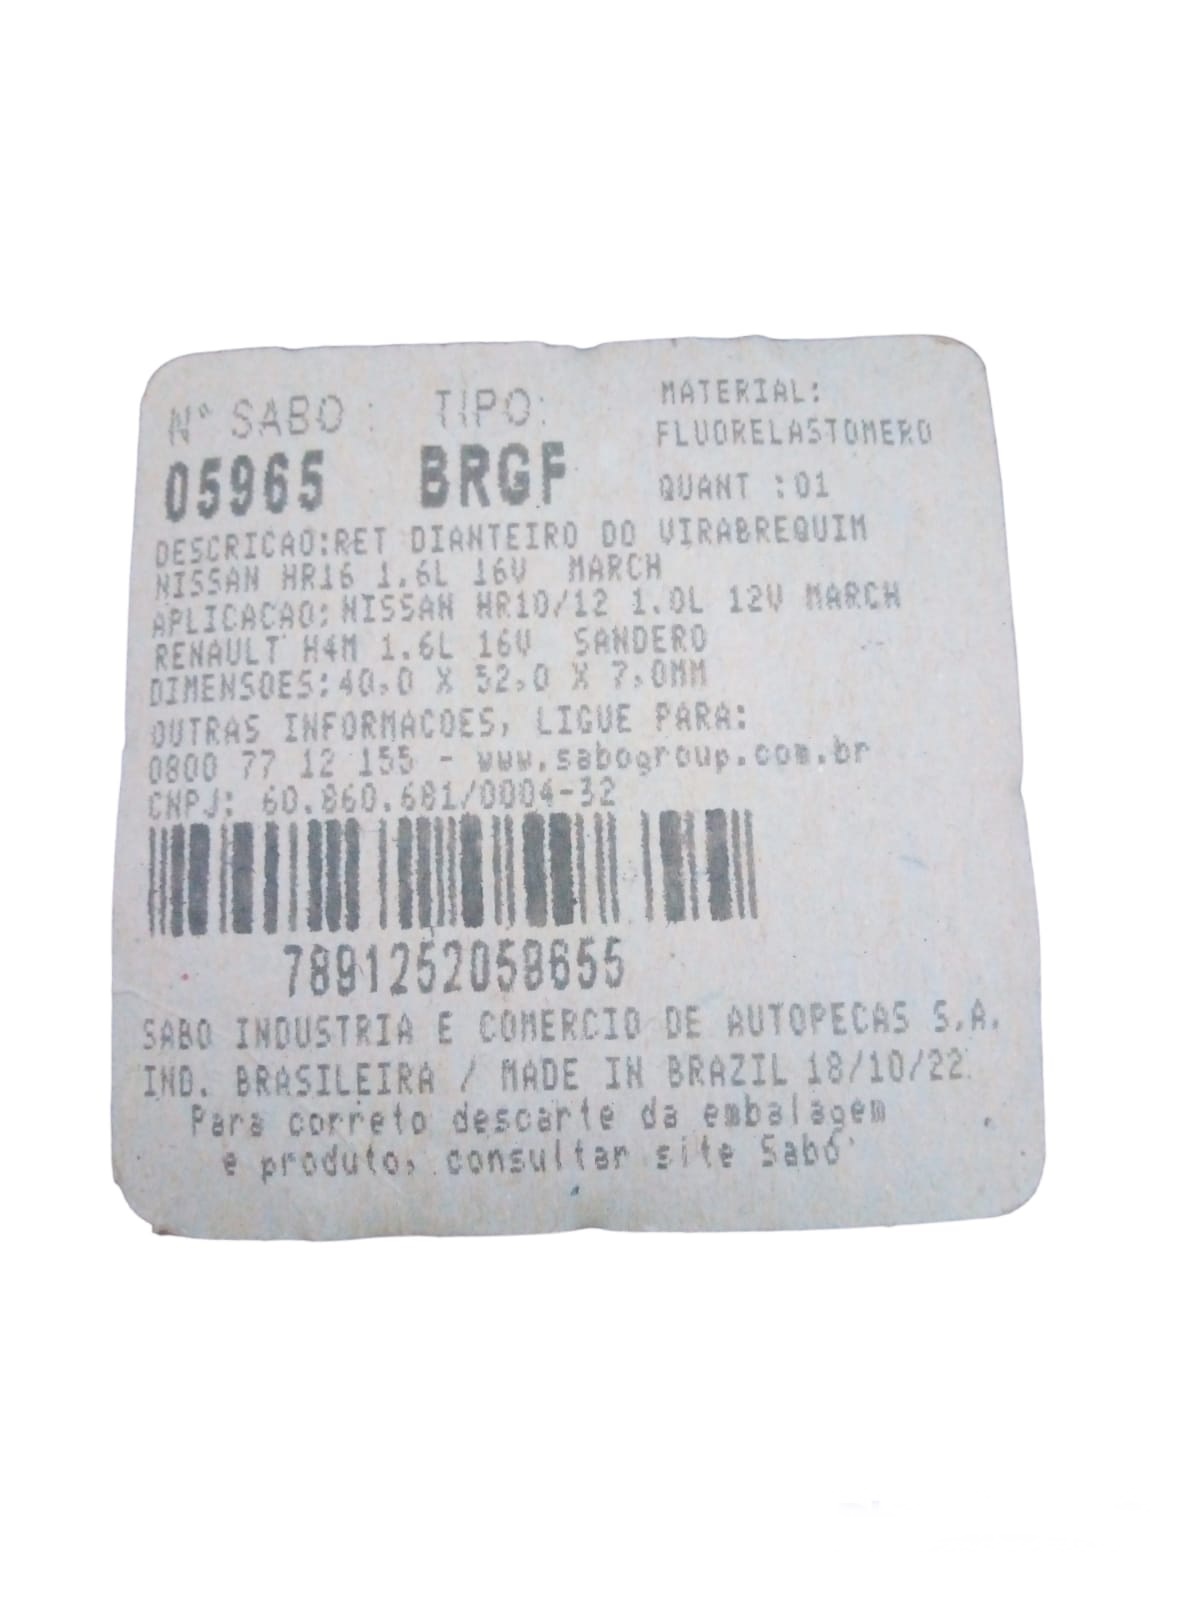 Nº SABO : TIPO: MATERIAL:
FLUORELASTOMERO
05965 BRGF QUANT :01
DESCRICAO:RET DIANTEIRO DO VIRABREQUIM
NISSAN HR16 1.6L 16V MARCH
APLICACAO: NISSAN HR10/12 1.0L 12V MARCH
RENAULT H4M 1.6L 16V SANDERO
DIMENSOES:40,0 X 52,0 X 7,0MM
OUTRAS INFORMACOES, LIGUE PARA:
0800 77 12 155 - www.sabogroup.com.br
CNPJ: 60.860.681/0004-32
7891252059655
SABO INDUSTRIA E COMERCIO DE AUTOPECAS S.A.
IND. BRASILEIRA / MADE IN BRAZIL 18/10/22
Para correto descarte da embalagem
e produto, consultar site Sabó